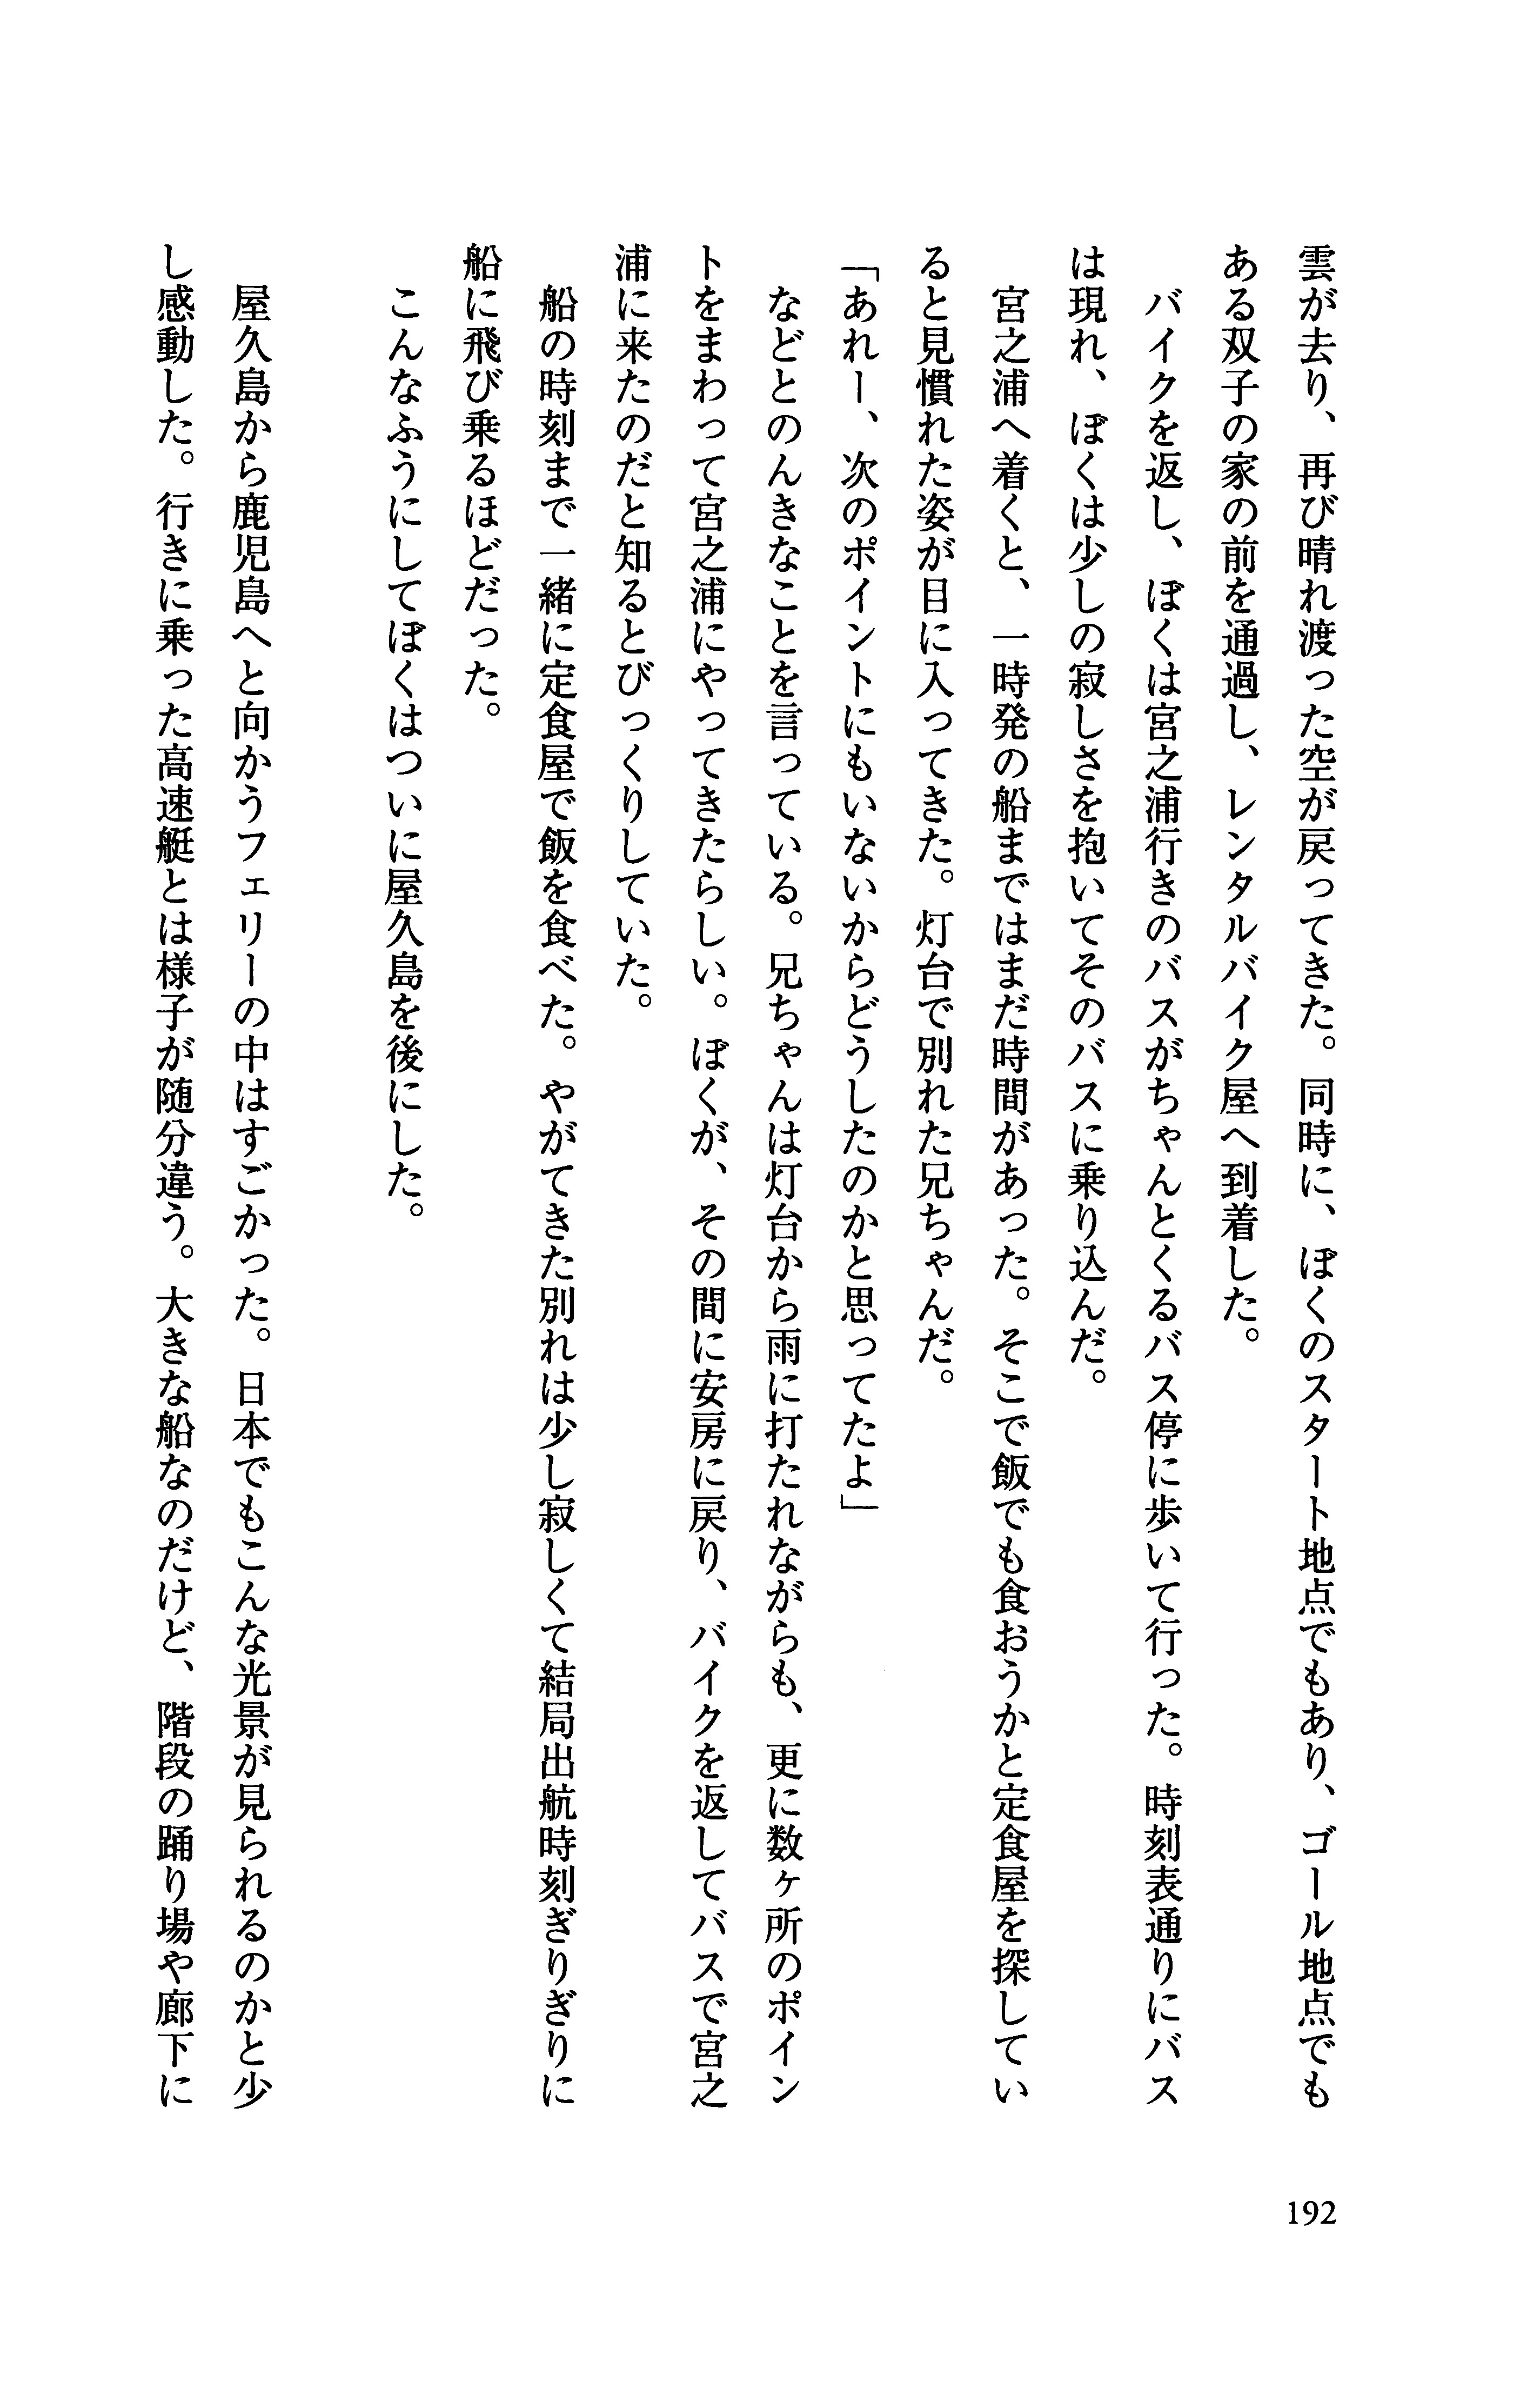 雲が去り、再び晴れ渡った空が戻ってきた。同時に、ぼくのスタート地点でもあり、ゴール地点でも
ある双子の家の前を通過し、レンタルバイク屋へ到着した。
　バイクを返し、ぼくは宮之浦行きのバスがちゃんとくるバス停に歩いて行った。時刻表通りにバス
は現れ、ぼくは少しの寂しさを抱いてそのバスに乗り込んだ。
　宮之浦へ着くと、一時発の船まではまだ時間があった。そこで飯でも食おうかと定食屋を探してい
ると見慣れた姿が目に入ってきた。灯台で別れた兄ちゃんだ。
「あれー、次のポイントにもいないからどうしたのかと思ってたよ」
　などとのんきなことを言っている。兄ちゃんは灯台から雨に打たれながらも、更に数ヶ所のポイン
トをまわって宮之浦にやってきたらしい。ぼくが、その間に安房に戻り、バイクを返してバスで宮之
浦に来たのだと知るとびっくりしていた。
　船の時刻まで一緒に定食屋で飯を食べた。やがてきた別れは少し寂しくて結局出航時刻ぎりぎりに
船に飛び乗るほどだった。
　こんなふうにしてぼくはついに屋久島を後にした。
　屋久島から鹿児島へと向かうフェリーの中はすごかった。日本でもこんな光景が見られるのかと少
し感動した。行きに乗った高速艇とは様子が随分違う。大きな船なのだけど、階段の踊り場や廊下に
192